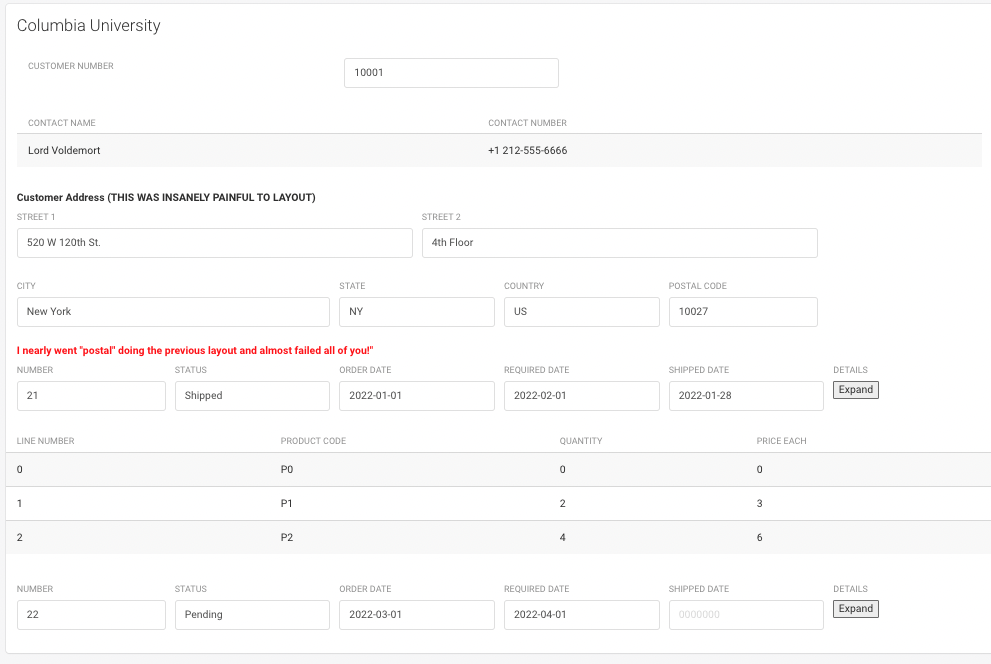 Columbia University
CUSTOMER NUMBER 10001
CONTACT NAME CONTACT NUMBER
Lord Voldemort +1 212-555-6666
Customer Address (THIS WAS INSANELY PAINFUL TO LAYOUT)
STREET 1 STREET 2
520 W 120th St. 4th Floor
CITY STATE COUNTRY POSTAL CODE
New York NY US 10027
I nearly went "postal" doing the previous layout and almost failed all of you!"
NUMBER STATUS ORDER DATE REQUIRED DATE SHIPPED DATE DETAILS
21 Shipped 2022-01-01 2022-02-01 2022-01-28 Expand
LINE NUMBER PRODUCT CODE QUANTITY PRICE EACH
0 P0 0 0
1 P1 2 3
2 P2 4 6
NUMBER STATUS ORDER DATE REQUIRED DATE SHIPPED DATE DETAILS
22 Pending 2022-03-01 2022-04-01 0000000 Expand